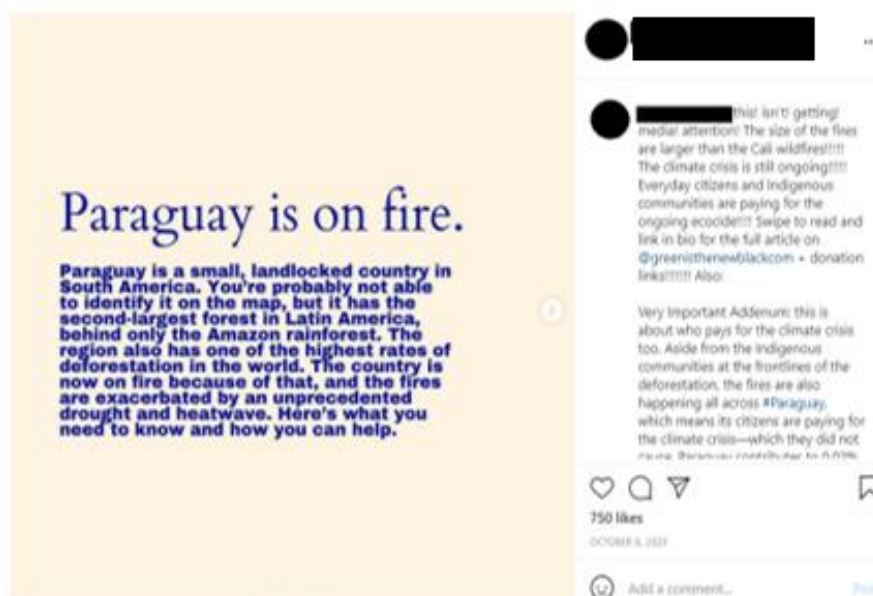 Paraguay is on fire.
Paraguay is a small, landlocked country in
South America. You're probably not able
to identify it on the map, but it has the
second-largest forest in Latin America,
behind only the Amazon rainforest. The
region also has one of the highest rates of
deforestation in the world. The country is
now on fire because of that, and the fires
are exacerbated by an unprecedented
drought and heatwave. Here's what you
need to know and how you can help.
this! isn't! getting!
media! attention! The size of the fires
are larger than the Cali wildfires!!!!!
The climate crisis is still ongoing!!!!!
Everyday citizens and Indigenous
communities are paying for the
ongoing ecocide!!!! Swipe to read and
link in bio for the full article on
@greenisthenewblackcom + donation
links!!!!!! Also:
Very Important Addenum: this is
about who pays for the climate crisis
too. Aside from the Indigenous
communities at the frontlines of the
deforestation, the fires are also
happening all across #Paraguay,
which means its citizens are paying for
the climate crisis—which they did not
cause. Paraguay contributes to 0.02%
750 likes
OCTOBER
Add a comment...